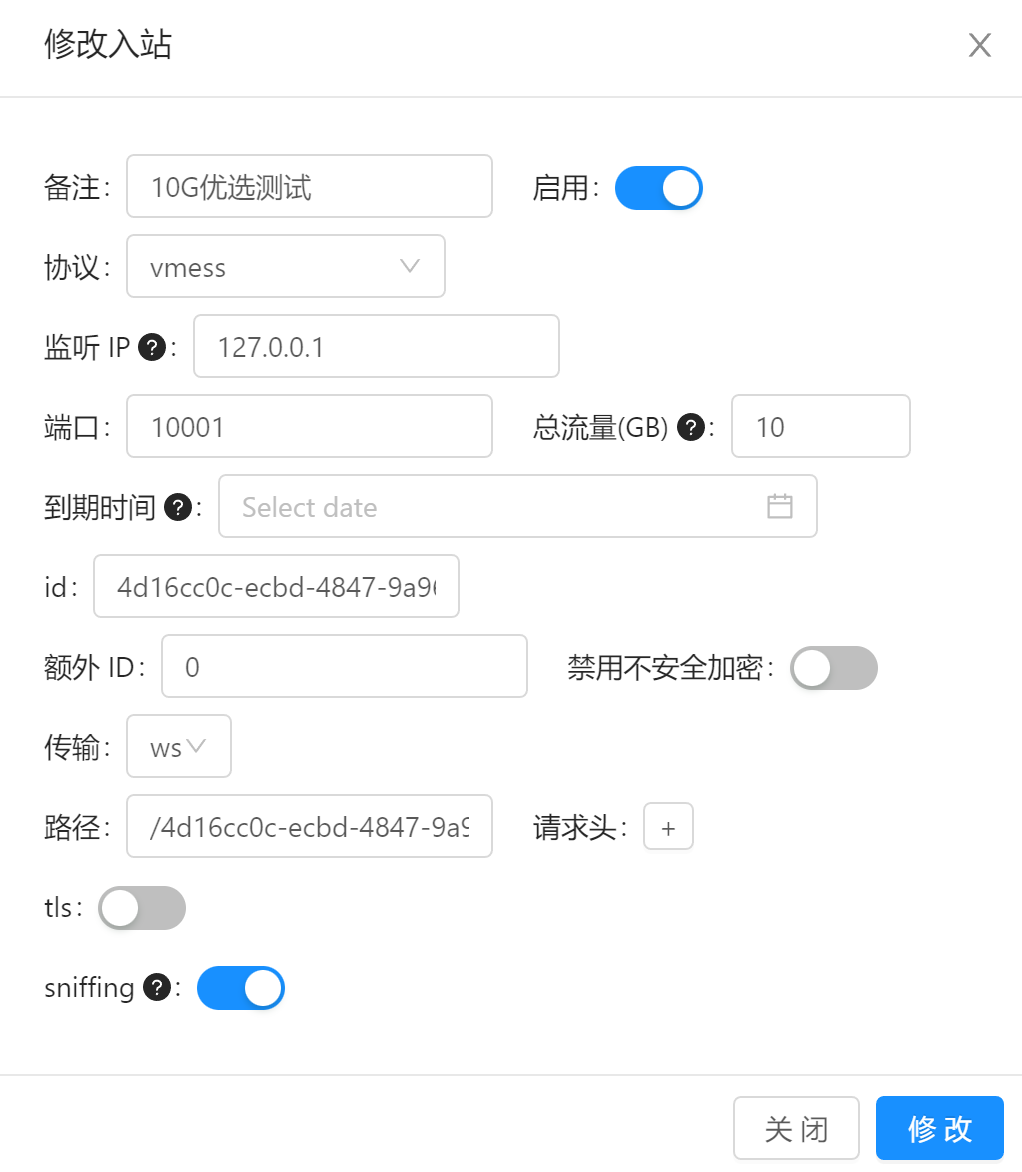 修改入站
备注: 10G优选测试 启用:
协议: vmess
监听 IP ?: 127.0.0.1
端口: 10001 总流量(GB) ?: 10
到期时间 ?: Select date
id: 4d16cc0c-ecbd-4847-9a96
额外 ID: 0 禁用不安全加密:
传输: ws
路径: /4d16cc0c-ecbd-4847-9a9 请求头: +
tls:
sniffing ?:
关 闭 修 改